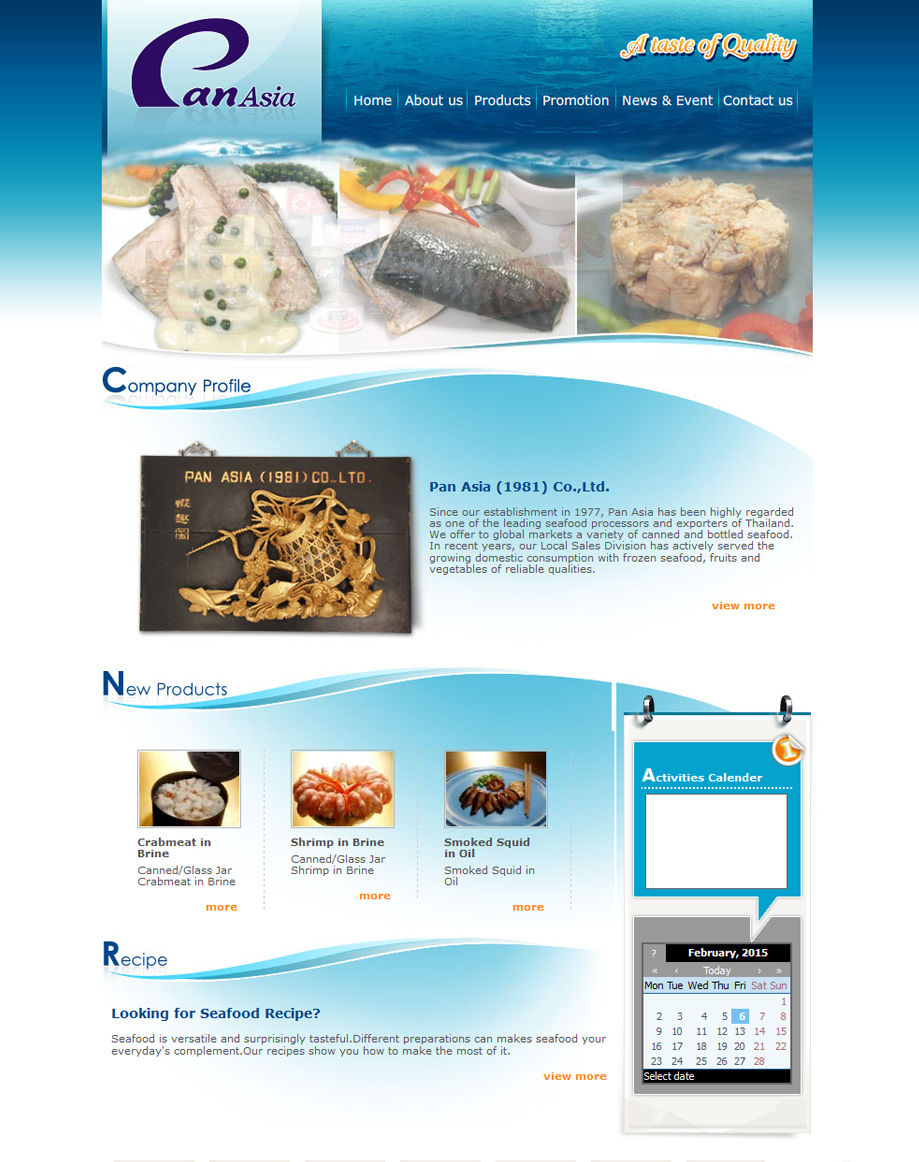 Pan Asia
A taste of Quality
Home
About us
Products
Promotion
News & Event
Contact us
Company Profile
PAN ASIA (1981) CO.,LTD.
Pan Asia (1981) Co.,Ltd.
Since our establishment in 1977, Pan Asia has been highly regarded
as one of the leading seafood processors and exporters of Thailand.
We offer to global markets a variety of canned and bottled seafood.
In recent years, our Local Sales Division has actively served the
growing domestic consumption with frozen seafood, fruits and
vegetables of reliable qualities.
view more
New Products
Crabmeat in
Brine
Canned/Glass Jar
Crabmeat in Brine
more
Shrimp in Brine
Canned/Glass Jar
Shrimp in Brine
more
Smoked Squid
in Oil
Smoked Squid in
Oil
more
1
Activities Calender
? February, 2015
« ‹ Today › »
Mon Tue Wed Thu Fri Sat Sun
1
2 3 4 5 6 7 8
9 10 11 12 13 14 15
16 17 18 19 20 21 22
23 24 25 26 27 28
Select date
Recipe
Looking for Seafood Recipe?
Seafood is versatile and surprisingly tasteful.Different preparations can makes seafood your
everyday's complement.Our recipes show you how to make the most of it.
view more